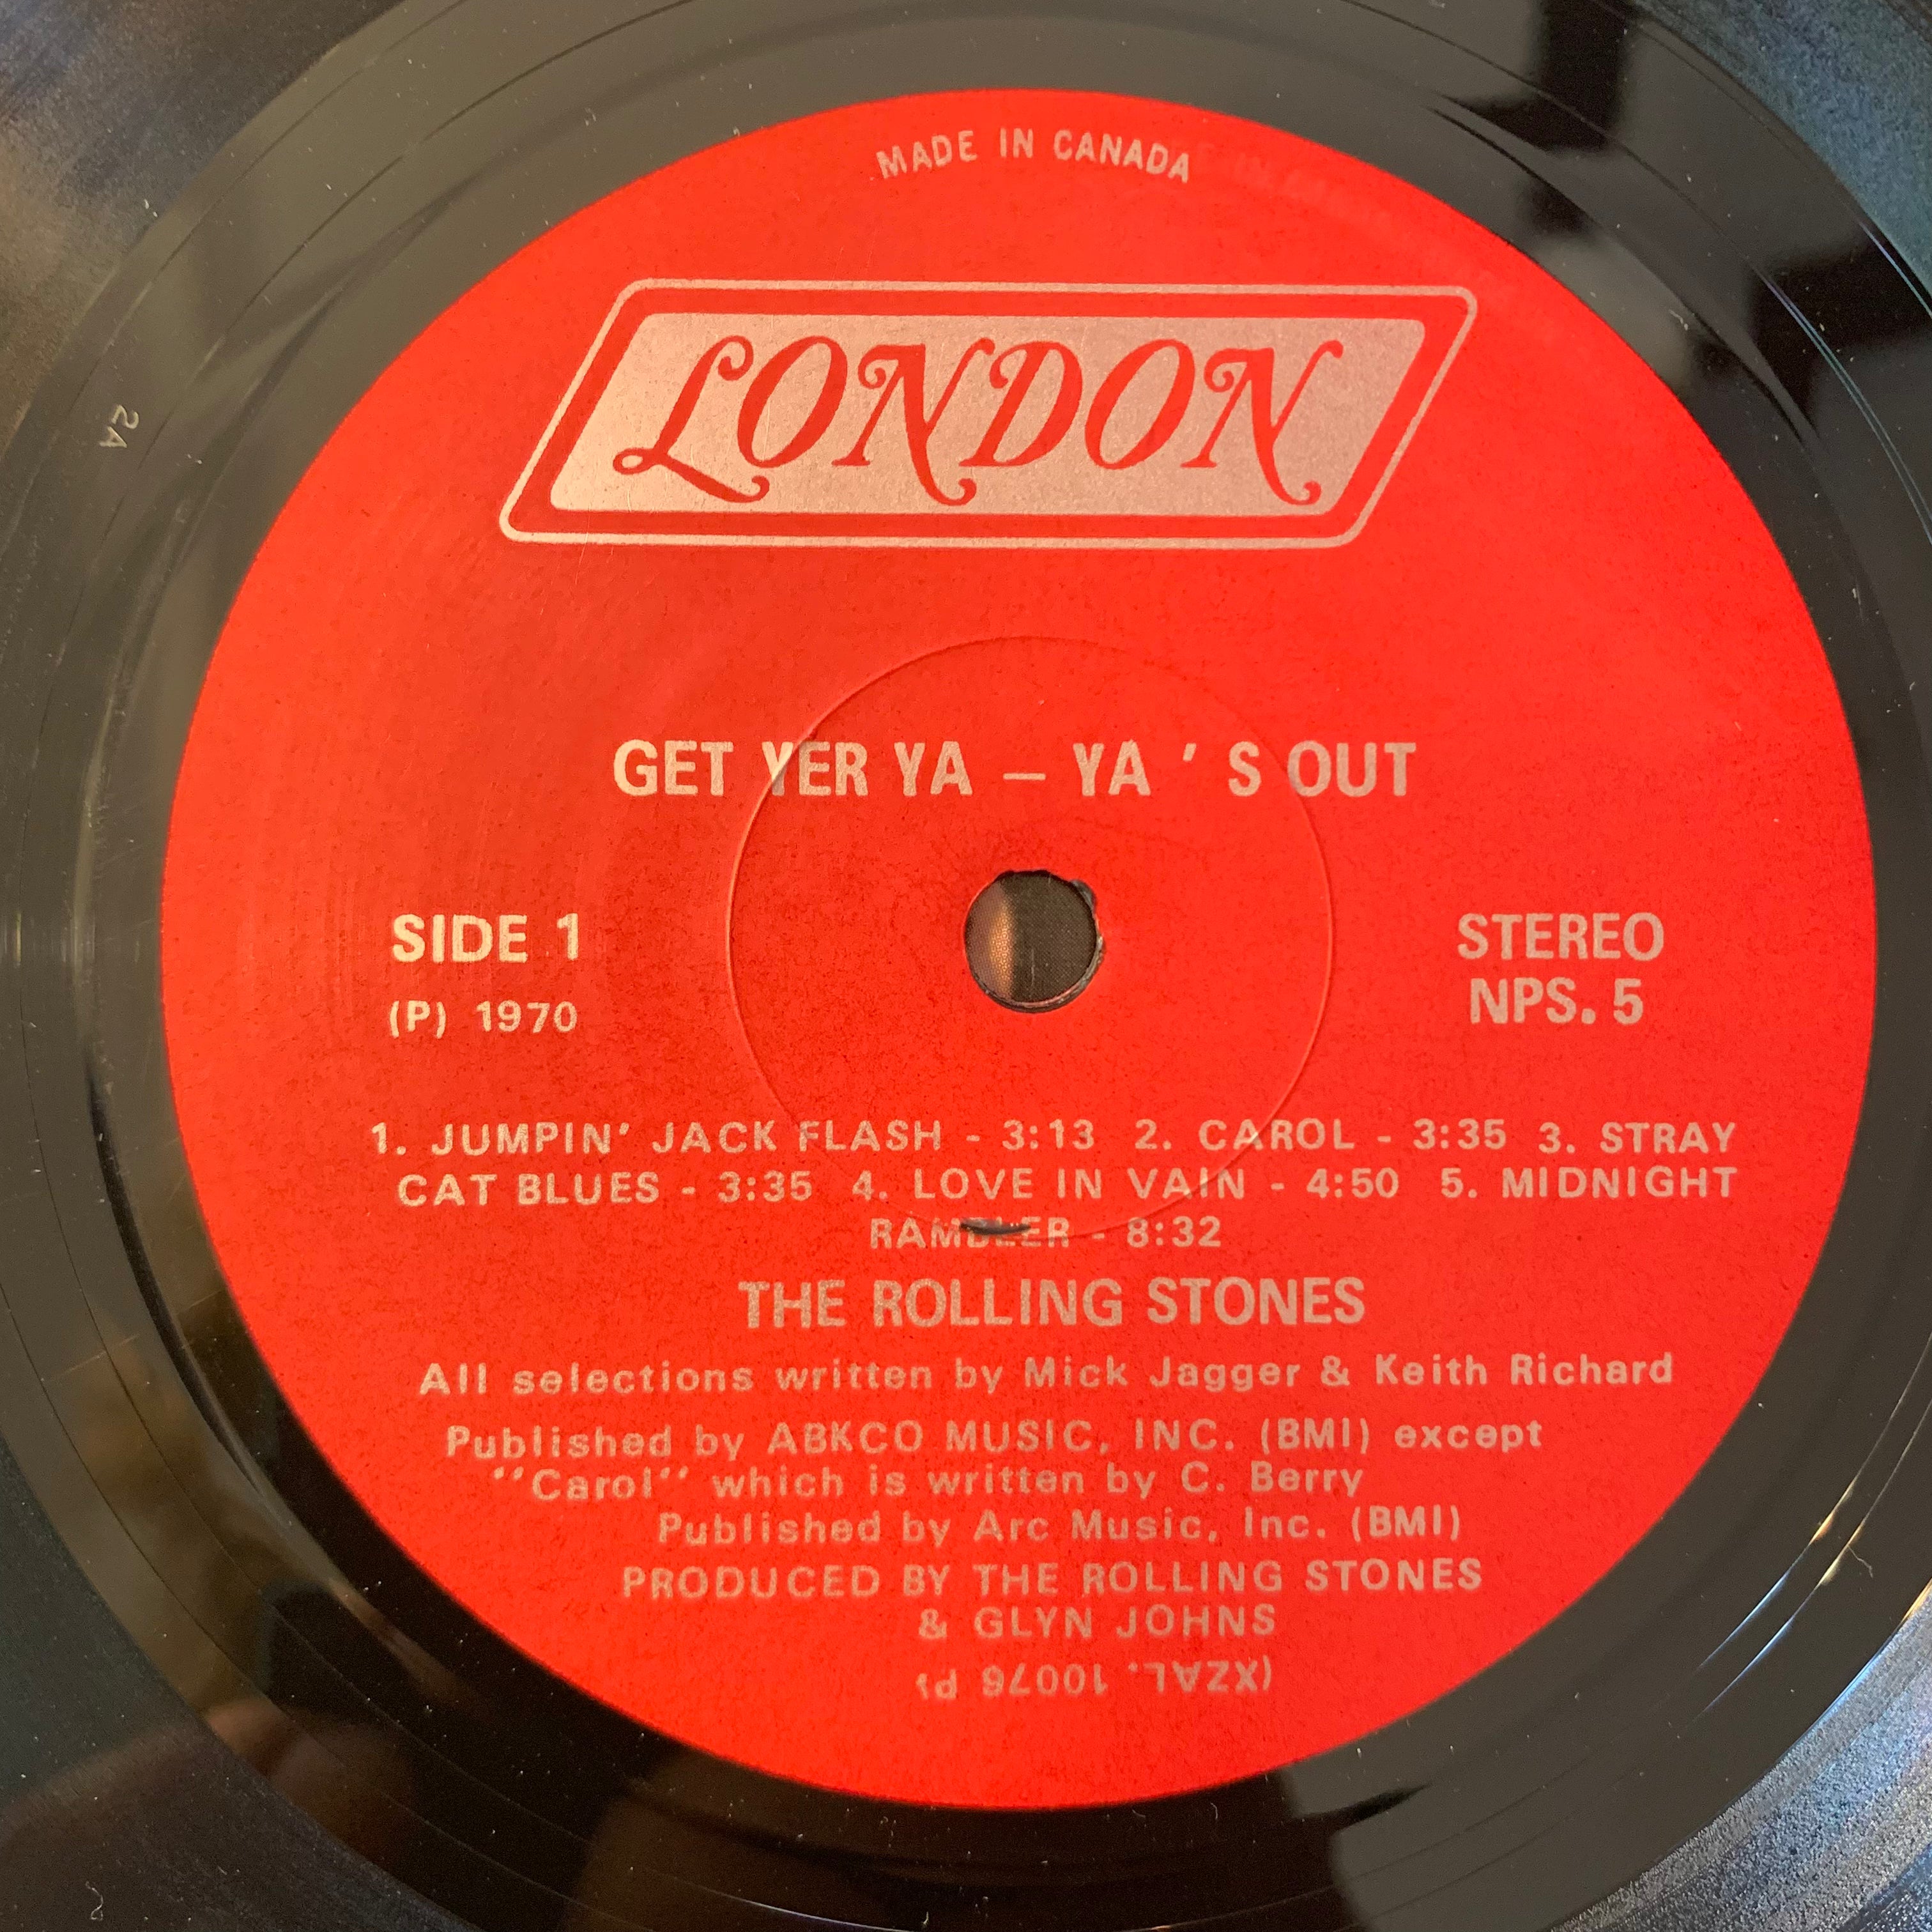 MADE IN CANADA
LONDON
GET YER YA — YA ' S OUT
SIDE 1
(P) 1970
STEREO
NPS. 5
1. JUMPIN' JACK FLASH - 3:13 2. CAROL - 3:35 3. STRAY
CAT BLUES - 3:35 4. LOVE IN VAIN - 4:50 5. MIDNIGHT
RAMBLER - 8:32
THE ROLLING STONES
All selections written by Mick Jagger & Keith Richard
Published by ABKCO MUSIC, INC. (BMI) except
"Carol" which is written by C. Berry
Published by Arc Music, Inc. (BMI)
PRODUCED BY THE ROLLING STONES
& GLYN JOHNS
(XZAL. 10076 P)
2A